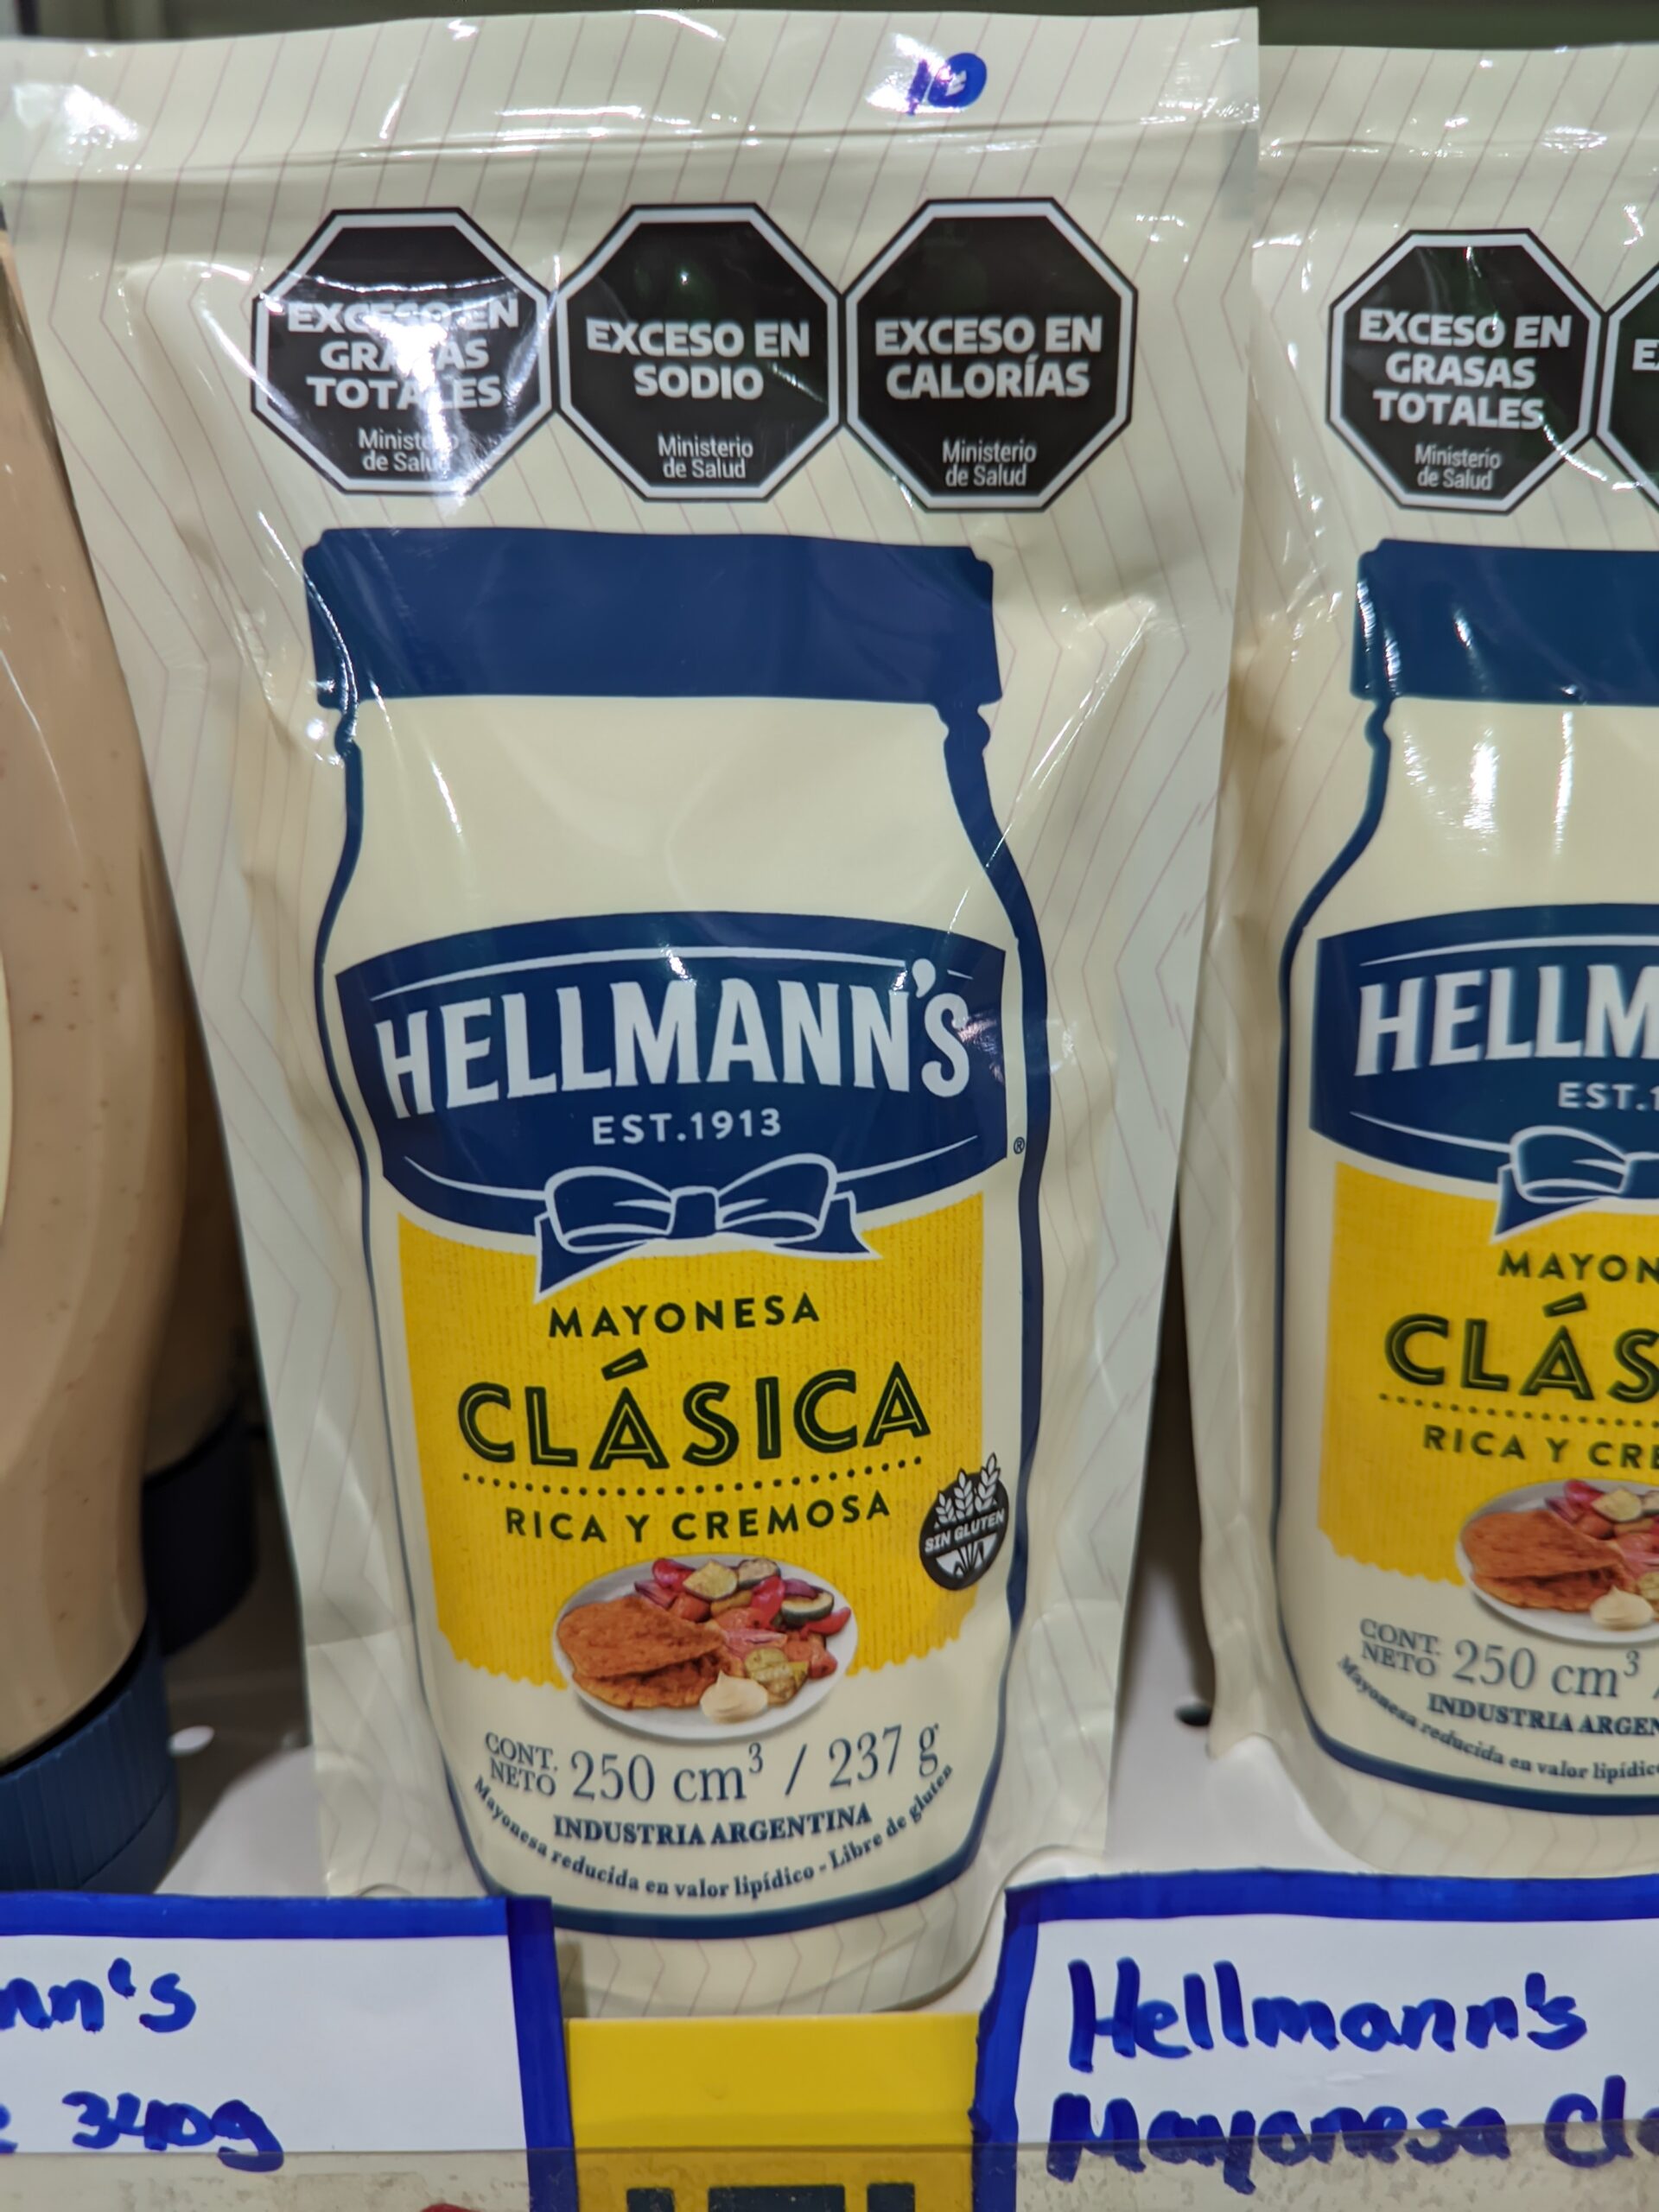 10
EXCESO EN
GRASAS
TOTALES
Ministerio
de Salud
EXCESO EN
SODIO
Ministerio
de Salud
EXCESO EN
CALORÍAS
Ministerio
de Salud
HELLMANN'S
EST.1913
®
MAYONESA
CLÁSICA
RICA Y CREMOSA
SIN GLUTEN
CONT.
NETO 250 cm³ / 237 g
INDUSTRIA ARGENTINA
Mayonesa reducida en valor lipídico - Libre de gluten
EXCESO EN
GRASAS
TOTALES
Ministerio
de Salud
HELLM
EST.1
MAYON
CLÁS
RICA Y CRE
CONT.
NETO 250 cm³ /
INDUSTRIA ARGEN
Mayonesa reducida en valor lipídic
nn's
340g
Hellmann's
Mayonesa Cla